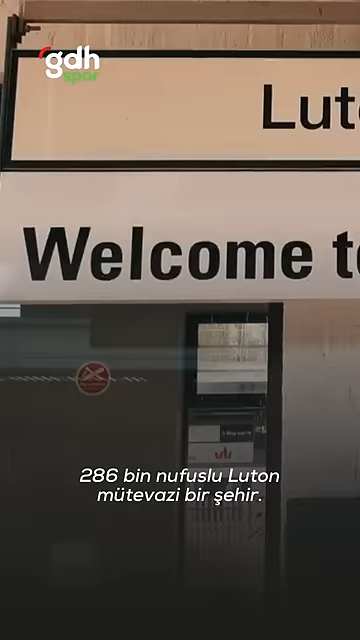 gdh
spor
Lut
Welcome t
286 bin nufuslu Luton
mütevazi bir şehir.